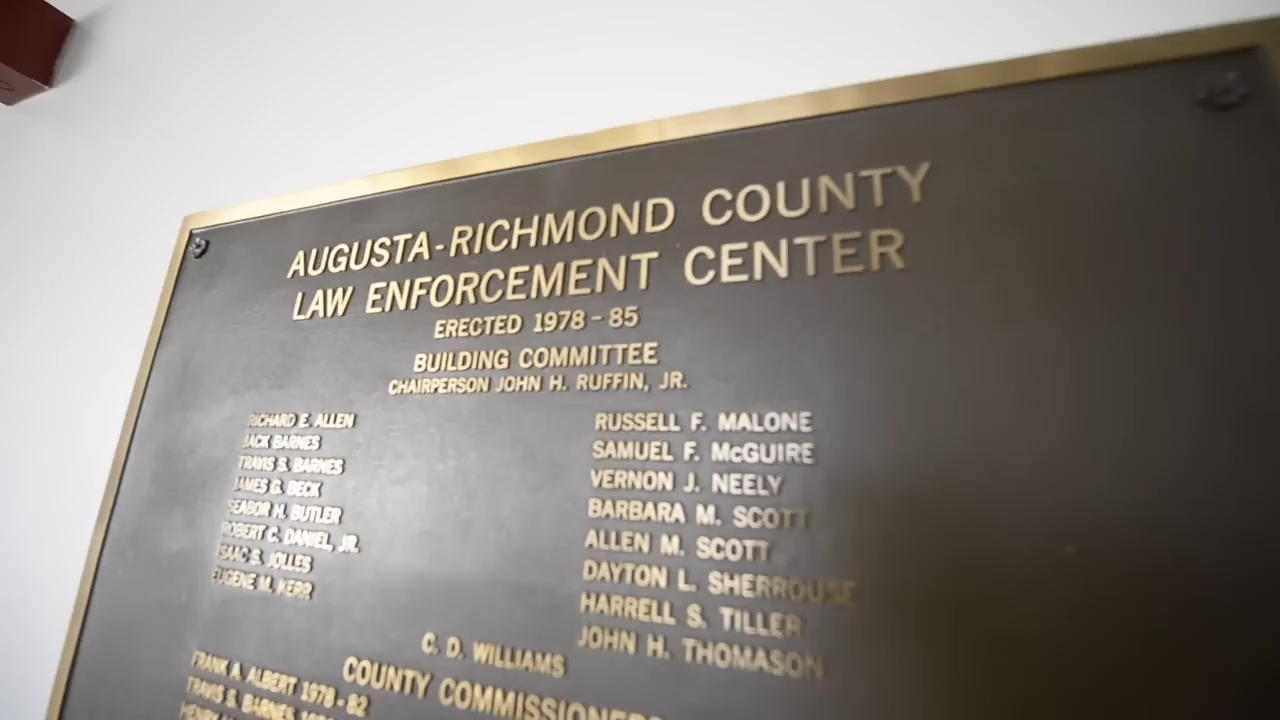 AUGUSTA-RICHMOND COUNTY
LAW ENFORCEMENT CENTER
ERECTED 1978-85
BUILDING COMMITTEE
CHAIRPERSON JOHN H. RUFFIN, JR.
RICHARD E. ALLEN
JACK BARNES
TRAVIS S. BARNES
JAMES G. BECK
SEABOR H. BUTLER
ROBERT C. DANIEL, JR.
ISAAC S. JOLLES
EUGENE M. KERR
RUSSELL F. MALONE
SAMUEL F. McGUIRE
VERNON J. NEELY
BARBARA M. SCOTT
ALLEN M. SCOTT
DAYTON L. SHERROUSE
HARRELL S. TILLER
JOHN H. THOMASON
C. D. WILLIAMS
COUNTY COMMISSIONERS
FRANK A. ALBERT 1978-82
TRAVIS S. BARNES